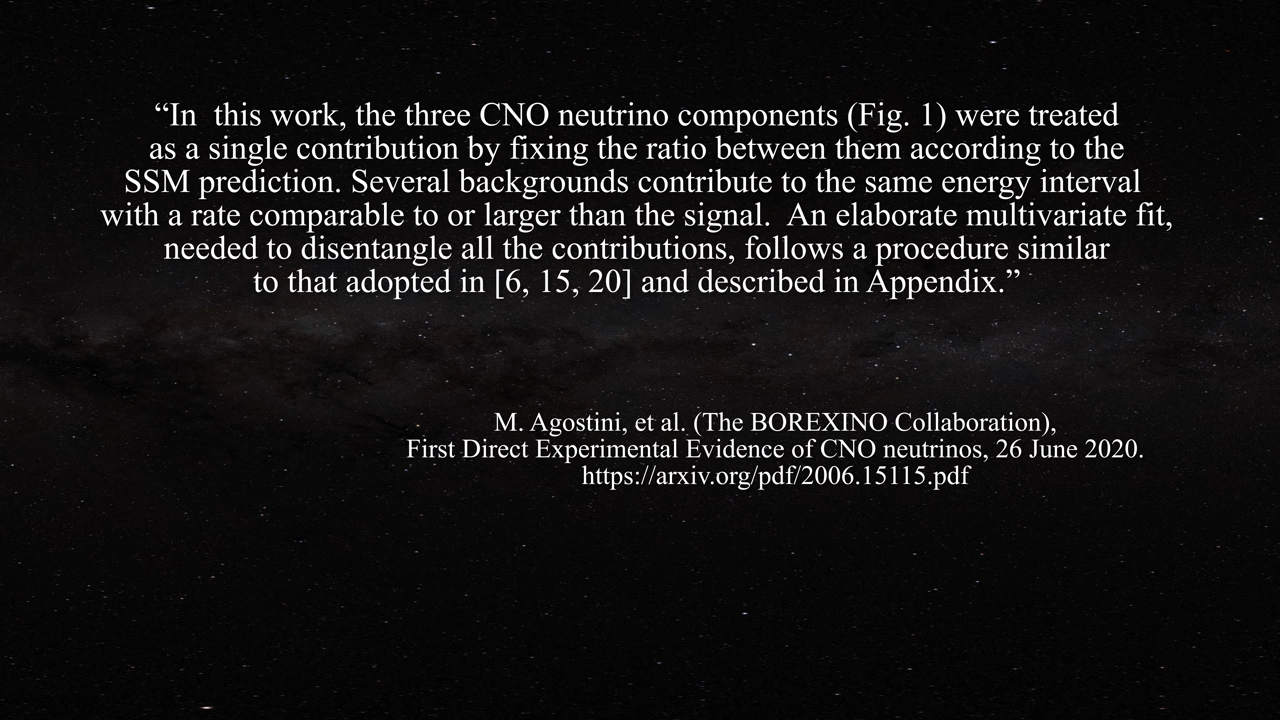 “In  this work, the three CNO neutrino components (Fig. 1) were treated
as a single contribution by fixing the ratio between them according to the
SSM prediction. Several backgrounds contribute to the same energy interval
with a rate comparable to or larger than the signal.  An elaborate multivariate fit,
needed to disentangle all the contributions, follows a procedure similar
to that adopted in [6, 15, 20] and described in Appendix.”
M. Agostini, et al. (The BOREXINO Collaboration),
First Direct Experimental Evidence of CNO neutrinos, 26 June 2020.
https://arxiv.org/pdf/2006.15115.pdf